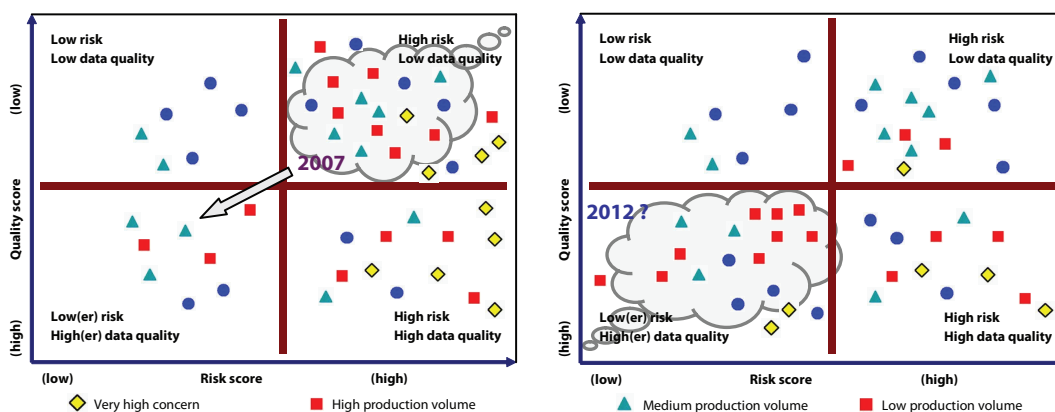 Low risk
Low data quality
High risk
Low data quality
(low)
Quality score
(high)
2007
Low(er) risk
High(er) data quality
High risk
High data quality
(low)
Risk score
(high)
Low risk
Low data quality
High risk
Low data quality
(low)
Quality score
(high)
2012 ?
Low(er) risk
High(er) data quality
High risk
High data quality
(low)
Risk score
(high)
Very high concern
High production volume
Medium production volume
Low production volume